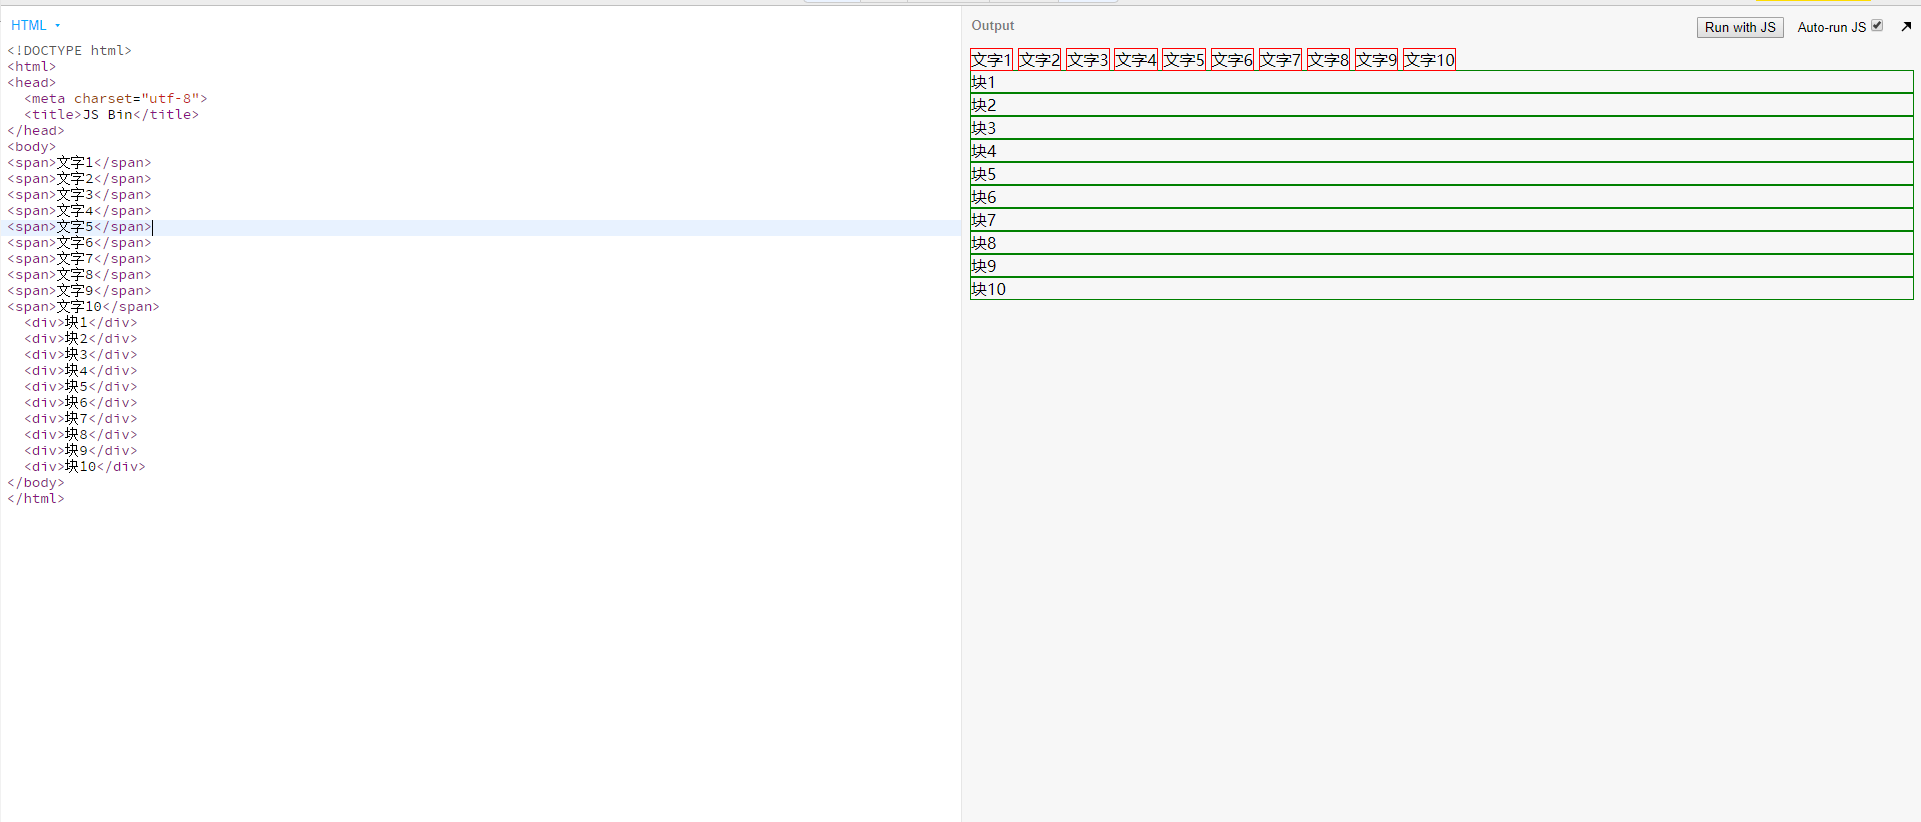 HTML
<!DOCTYPE html>
<html>
<head>
  <meta charset="utf-8">
  <title>JS Bin</title>
</head>
<body>
<span>文字1</span>
<span>文字2</span>
<span>文字3</span>
<span>文字4</span>
<span>文字5</span>
<span>文字6</span>
<span>文字7</span>
<span>文字8</span>
<span>文字9</span>
<span>文字10</span>
  <div>块1</div>
  <div>块2</div>
  <div>块3</div>
  <div>块4</div>
  <div>块5</div>
  <div>块6</div>
  <div>块7</div>
  <div>块8</div>
  <div>块9</div>
  <div>块10</div>
</body>
</html>
Output
Run with JS Auto-run JS
文字1 文字2 文字3 文字4 文字5 文字6 文字7 文字8 文字9 文字10
块1
块2
块3
块4
块5
块6
块7
块8
块9
块10